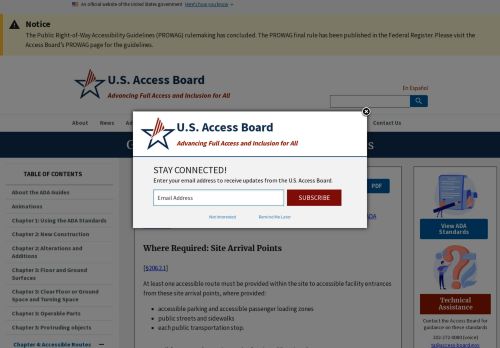 An official website of the United States government Here's how you know
Notice
The Public Right-of-Way Accessibility Guidelines (PROWAG) rulemaking has concluded. The PROWAG final rule has been published in the Federal Register. Please visit the
Access Board's PROWAG page for the guidelines.
U.S. Access Board
Advancing Full Access and Inclusion for All
En Español
About News Contact Us
U.S. Access Board
Advancing Full Access and Inclusion for All
STAY CONNECTED!
Enter your email address to receive updates from the U.S. Access Board.
Email Address
SUBSCRIBE
Not Interested Remind Me Later
TABLE OF CONTENTS
About the ADA Guides
Animations
Chapter 1: Using the ADA Standards
Chapter 2: New Construction
Chapter 2: Alterations and
Additions
Chapter 3: Floor and Ground
Surfaces
Chapter 3: Clear Floor or Ground
Space and Turning Space
Chapter 3: Operable Parts
Chapter 3: Protruding objects
Chapter 4: Accessible Routes
PDF
ADA
Where Required: Site Arrival Points
[§206.2.1]
At least one accessible route must be provided within the site to accessible facility entrances
from these site arrival points, where provided:
accessible parking and accessible passenger loading zones
public streets and sidewalks
each public transportation stop.
View ADA
Standards
Technical
Assistance
Contact the Access Board for
guidance on these standards
ta@access-board.gov